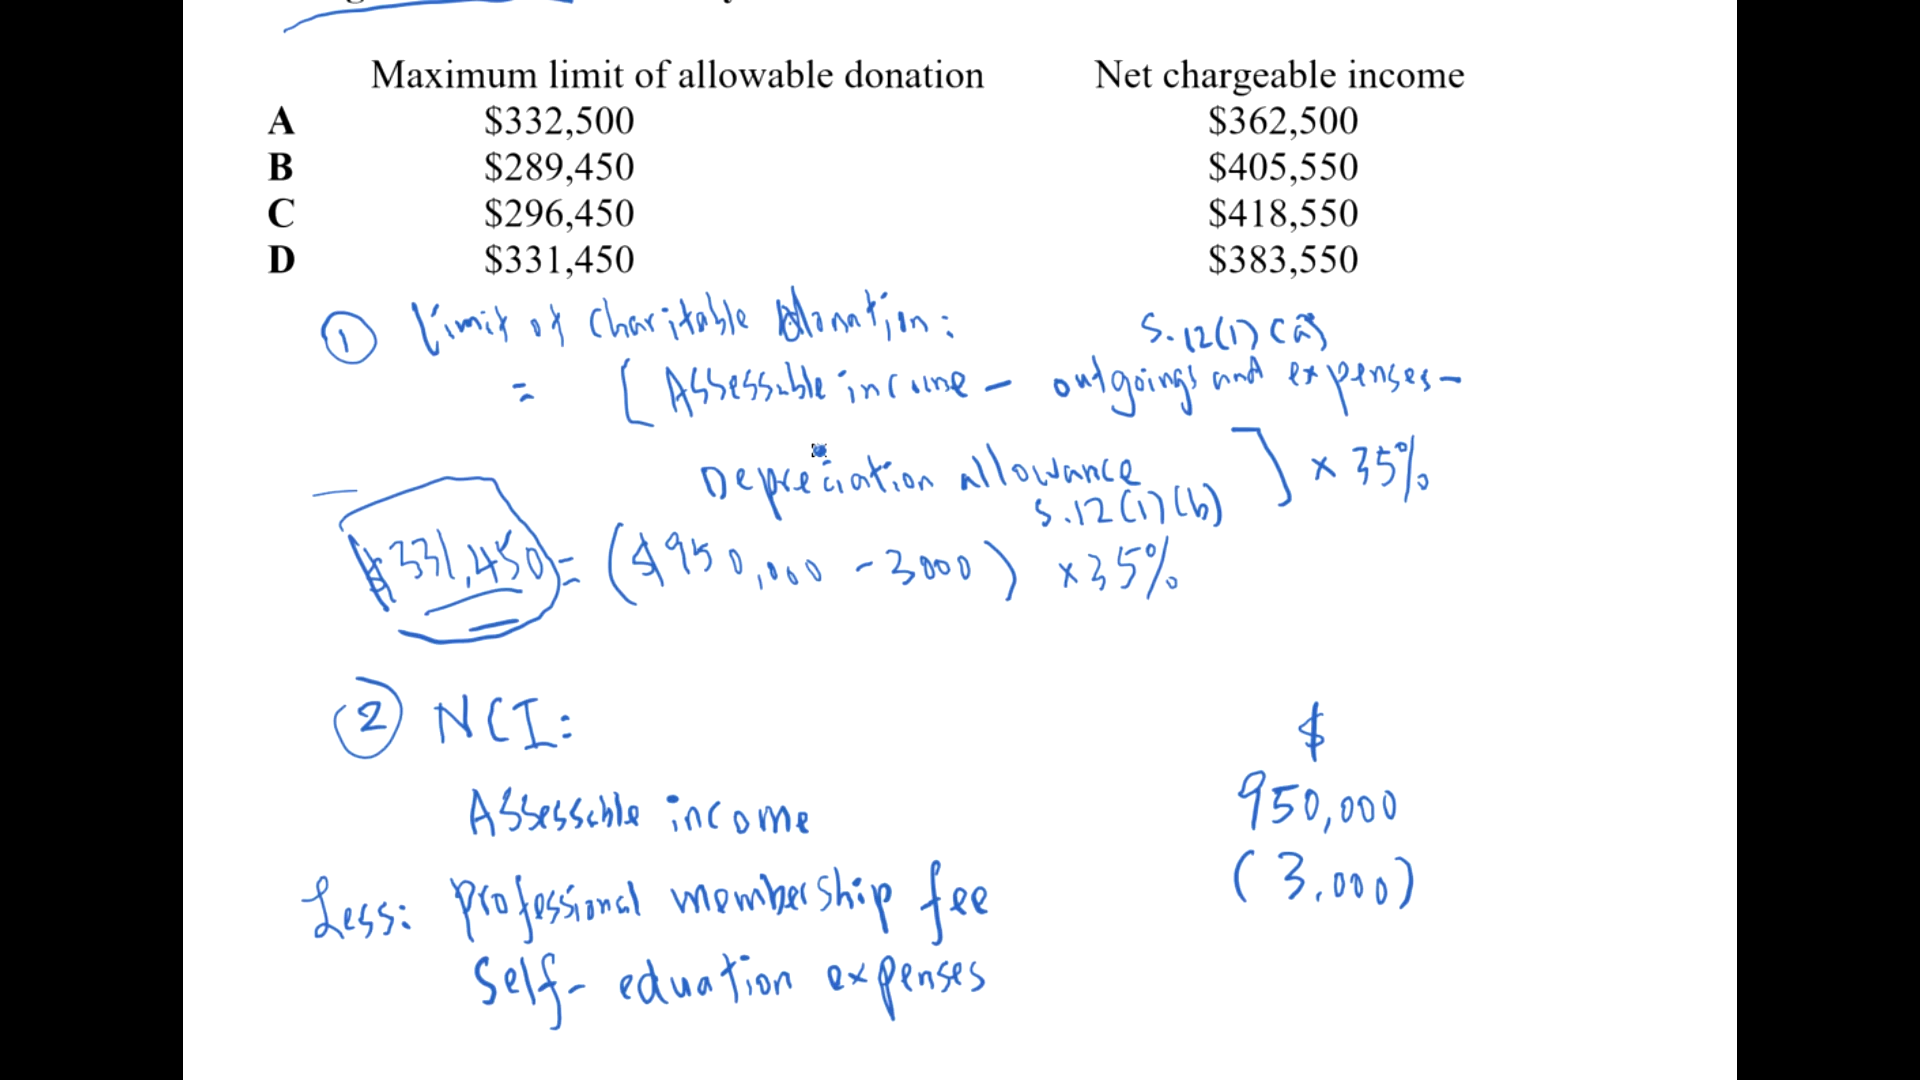 Maximum limit of allowable donation Net chargeable income
A $332,500 $362,500
B $289,450 $405,550
C $296,450 $418,550
D $331,450 $383,550
① Limit of charitable donation:
S.12(1)(a)
= [Assessable income - outgoings and expenses -
Depreciation allowance ] x 35%
S.12(1)(b)
$331,450 = ($950,000 - 3000) x 35%
② NCI: $
Assessable income 950,000
Less: professional membership fee (3,000)
Self-eduation expenses